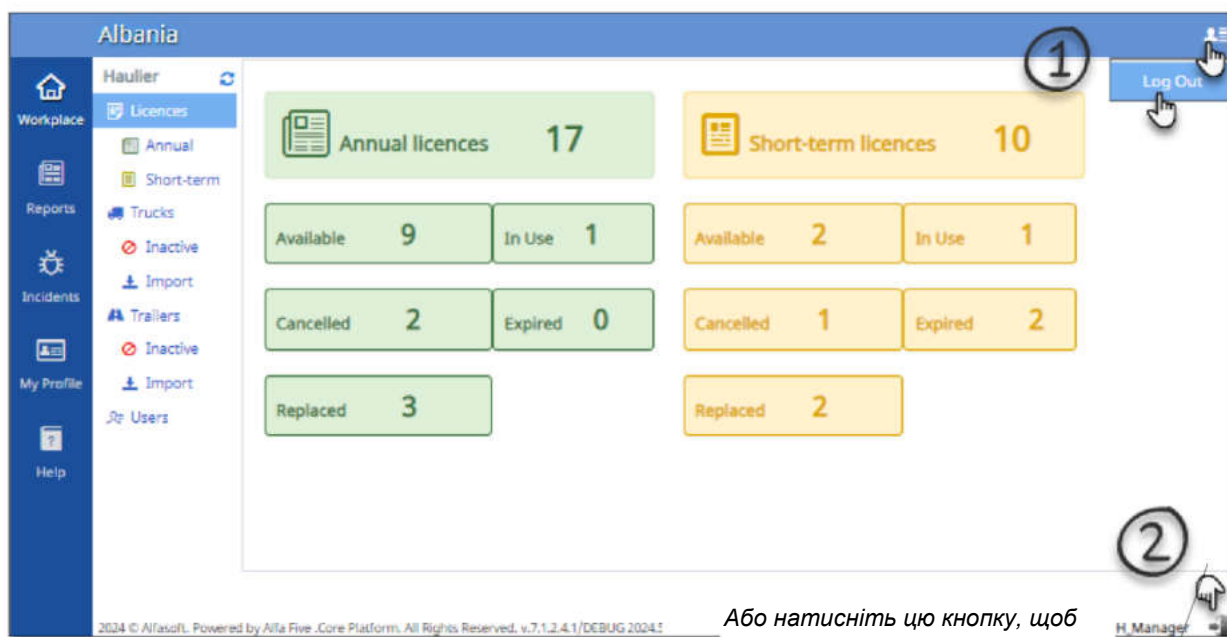 Albania
1
Log Out
Workplace
Reports
Incidents
My Profile
Help
Haulier
Licences
Annual
Short-term
Trucks
Inactive
Import
Trailers
Inactive
Import
Users
Annual licences 17
Available 9
In Use 1
Cancelled 2
Expired 0
Replaced 3
Short-term licences 10
Available 2
In Use 1
Cancelled 1
Expired 2
Replaced 2
2
2024 © Alfasoft. Powered by Alfa Five .Core Platform. All Rights Reserved. v.7.1.2.4.1/DEBUG 2024.
Або натисніть цю кнопку, щоб
H_Manager